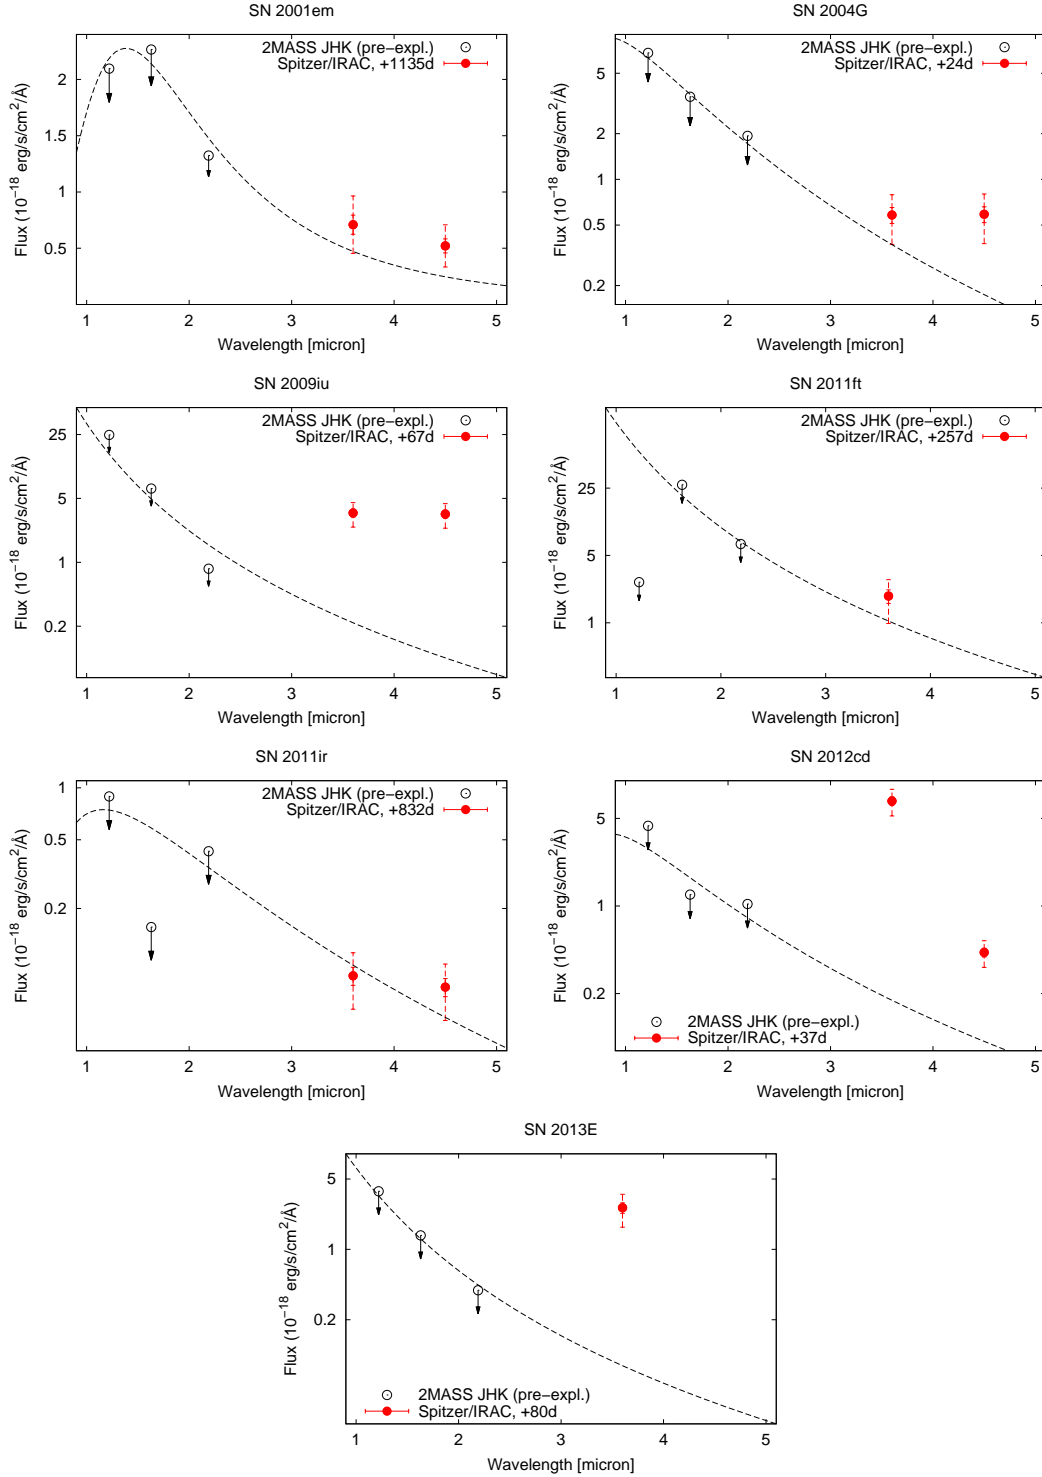 SN 2001em
2MASS JHK (pre-expl.)
Spitzer/IRAC, +1135d
Flux (10⁻¹⁸ erg/s/cm²/Å)
2
1.5
1
0.5
1 2 3 4 5
Wavelength [micron]
SN 2004G
2MASS JHK (pre-expl.)
Spitzer/IRAC, +24d
Flux (10⁻¹⁸ erg/s/cm²/Å)
5
2
1
0.5
0.2
1 2 3 4 5
Wavelength [micron]
SN 2009iu
2MASS JHK (pre-expl.)
Spitzer/IRAC, +67d
Flux (10⁻¹⁸ erg/s/cm²/Å)
25
5
1
0.2
1 2 3 4 5
Wavelength [micron]
SN 2011ft
2MASS JHK (pre-expl.)
Spitzer/IRAC, +257d
Flux (10⁻¹⁸ erg/s/cm²/Å)
25
5
1
1 2 3 4 5
Wavelength [micron]
SN 2011ir
2MASS JHK (pre-expl.)
Spitzer/IRAC, +832d
Flux (10⁻¹⁸ erg/s/cm²/Å)
1
0.5
0.2
1 2 3 4 5
Wavelength [micron]
SN 2012cd
Flux (10⁻¹⁸ erg/s/cm²/Å)
5
1
0.2
2MASS JHK (pre-expl.)
Spitzer/IRAC, +37d
1 2 3 4 5
Wavelength [micron]
SN 2013E
Flux (10⁻¹⁸ erg/s/cm²/Å)
5
1
0.2
2MASS JHK (pre-expl.)
Spitzer/IRAC, +80d
1 2 3 4 5
Wavelength [micron]